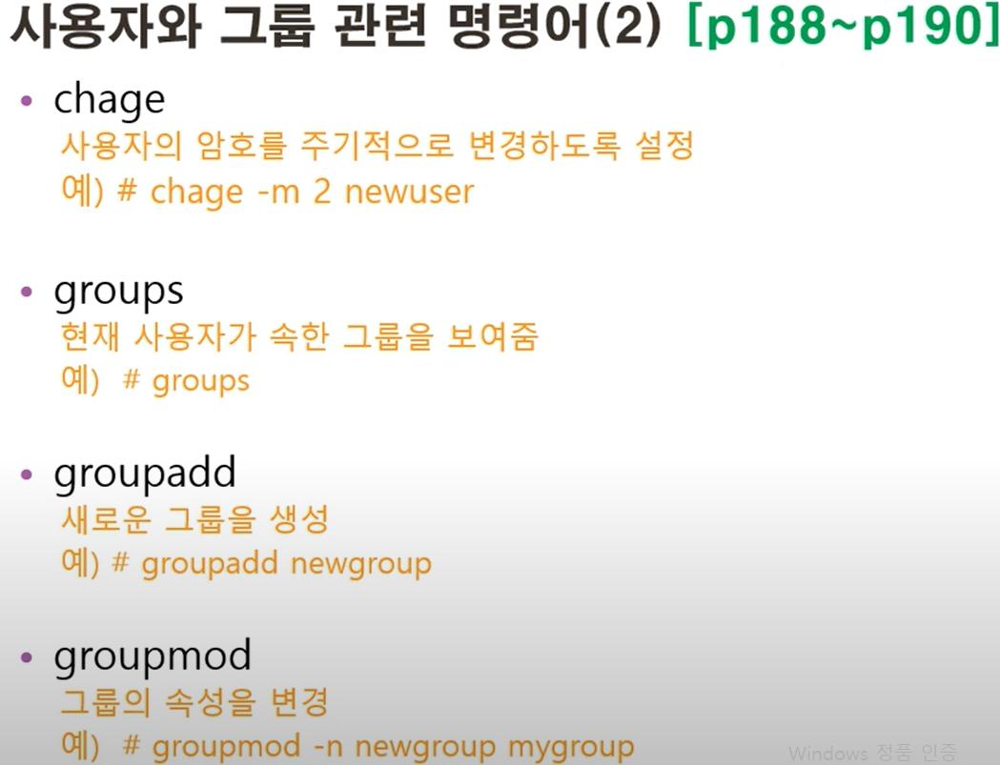 사용자와 그룹 관련 명령어(2) [p188~p190]
• chage
사용자의 암호를 주기적으로 변경하도록 설정
예) # chage -m 2 newuser
• groups
현재 사용자가 속한 그룹을 보여줌
예) # groups
• groupadd
새로운 그룹을 생성
예) # groupadd newgroup
• groupmod
그룹의 속성을 변경
예) # groupmod -n newgroup mygroup
Windows 정품 인증